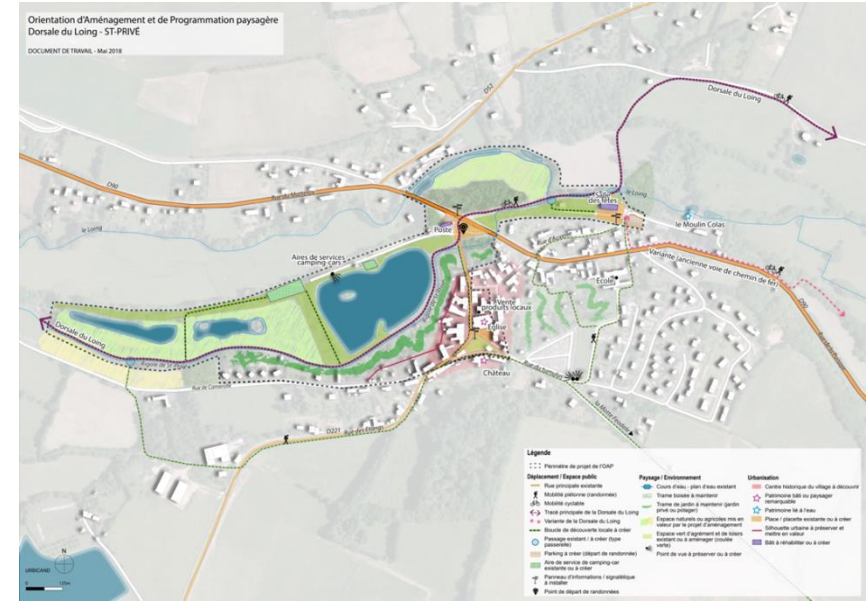 Orientation d'Aménagement et de Programmation paysagère
Dorsale du Loing - ST-PRIVÉ
DOCUMENT DE TRAVAIL - Mai 2018
D52
Dorsale du Loing
D90
le Loing
Salle des fêtes
le Loing
Poste
le Moulin Colas
Variante (ancienne voie de chemin de fer)
D90
Aires de services
camping-cars
Ecole
Vente
produits locaux
Eglise
Dorsale du Loing
Château
D221
Rue des Etangs
N
URBICAND
0
Légende
Périmètre de projet de l'OAP
Déplacement / Espace public
Rue principale existante
Mobilité piétonne (randonnée)
Mobilité cyclable
Tracé principale de la Dorsale du Loing
Variante de la Dorsale du Loing
Boucle de découverte locale à créer
Passage existant / à créer (type
passerelle)
Parking à créer (départ de randonnée)
Aire de service de camping-car
existante ou à créer
Panneau d'informations / signalétique
à installer
Point de départ de randonnées
Paysage / Environnement
Cours d'eau - plan d'eau existant
Trame boisée à maintenir
Trame de jardin à maintenir (jardin
privé ou potager)
Espace naturels ou agricoles mis en
valeur par le projet d'aménagement
Espace vert d'agrément et de loisirs
existant ou à aménager (coulée
verte)
Point de vue à préserver ou à créer
Urbanisation
Centre historique du village à découvrir
Patrimoine bâti ou paysager
remarquable
Patrimoine lié à l'eau
Place / placette existante ou à créer
Silhouette urbaine à préserver et
mettre en valeur
Bâti à réhabiliter ou à créer